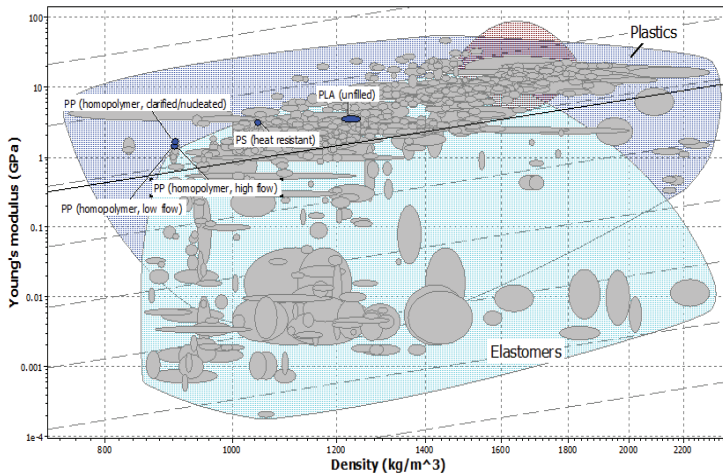 100
10
1
0.1
0.01
0.001
1e-4
Young's modulus (GPa)
Plastics
PP (homopolymer, clarified/nucleated)
PLA (unfilled)
PS (heat resistant)
PP (homopolymer, high flow)
PP (homopolymer, low flow)
Elastomers
800
1000
1200
1400
1600
1800
2000
2200
Density (kg/m^3)